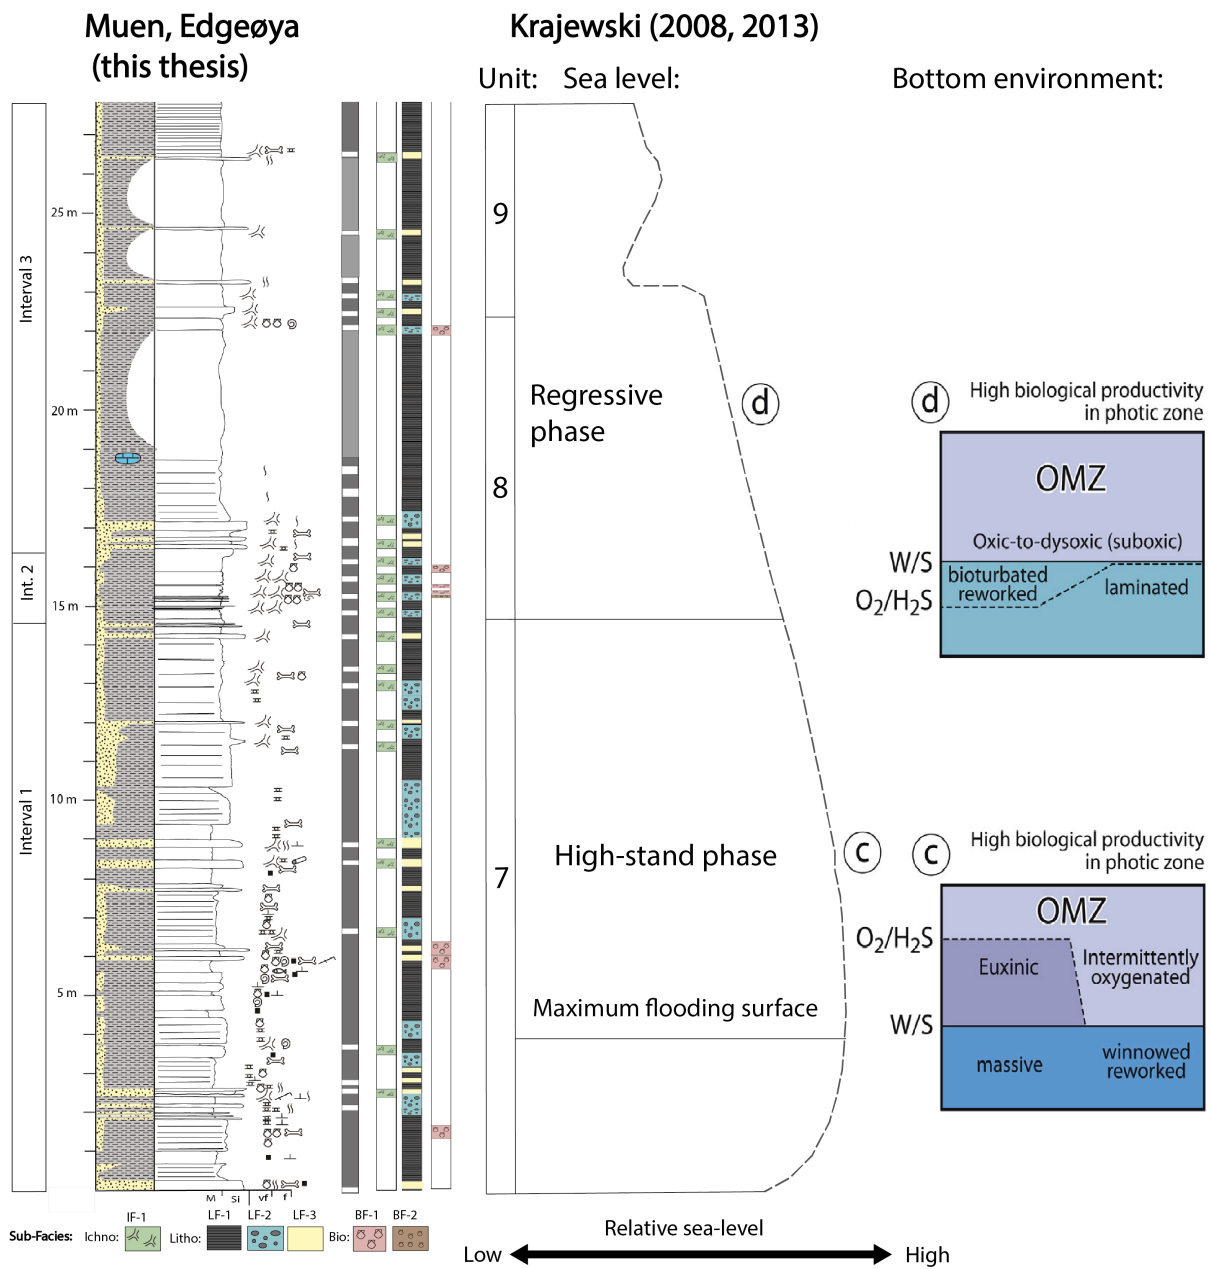 Muen, Edgeøya
(this thesis)
Krajewski (2008, 2013)
Unit: Sea level:
Bottom environment:
Interval 3
Int. 2
Interval 1
25 m
20 m
15 m
10 m
5 m
M Si vf f
9
8
7
Regressive
phase
d
High-stand phase
c
Maximum flooding surface
d
High biological productivity
in photic zone
OMZ
Oxic-to-dysoxic (suboxic)
W/S
bioturbated
reworked
laminated
O₂/H₂S
c
High biological productivity
in photic zone
OMZ
O₂/H₂S
Euxinic
Intermittently
oxygenated
W/S
massive
winnowed
reworked
IF-1 LF-1 LF-2 LF-3 BF-1 BF-2
Sub-Facies: Ichno: Litho: Bio:
Relative sea-level
Low High